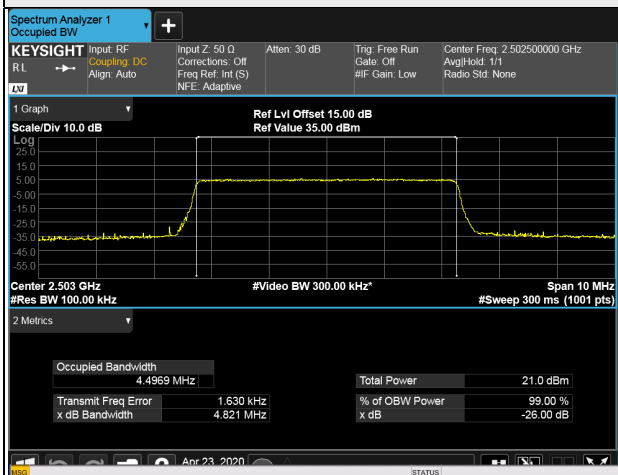 Spectrum Analyzer 1
Occupied BW
+
KEYSIGHT
RL
LXI
Input: RF
Coupling: DC
Align: Auto
Input Z: 50 Ω
Corrections: Off
Freq Ref: Int (S)
NFE: Adaptive
Atten: 30 dB
Trig: Free Run
Gate: Off
#IF Gain: Low
Center Freq: 2.502500000 GHz
Avg|Hold: 1/1
Radio Std: None
1 Graph
Scale/Div 10.0 dB
Ref Lvl Offset 15.00 dB
Ref Value 35.00 dBm
Log
25.0
15.0
5.00
-5.00
-15.0
-25.0
-35.0
-45.0
-55.0
Center 2.503 GHz
#Video BW 300.00 kHz*
Span 10 MHz
#Res BW 100.00 kHz
#Sweep 300 ms (1001 pts)
2 Metrics
Occupied Bandwidth
4.4969 MHz
Total Power 21.0 dBm
Transmit Freq Error 1.630 kHz
% of OBW Power 99.00 %
x dB Bandwidth 4.821 MHz
x dB -26.00 dB
Apr 23, 2020
MSG
STATUS